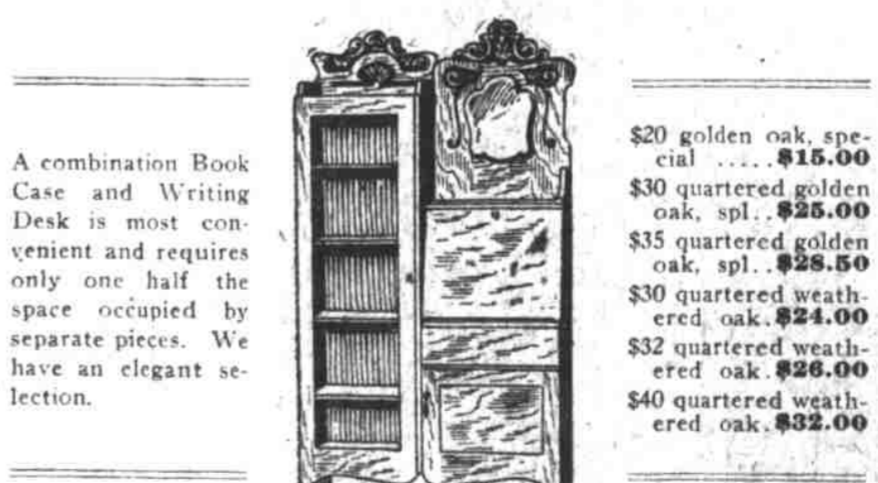 A combination Book
Case and Writing
Desk is most con-
venient and requires
only one half the
space occupied by
separate pieces. We
have an elegant se-
lection.
$20 golden oak, spe-
cial ..... $15.00
$30 quartered golden
oak, spl. . $25.00
$35 quartered golden
oak, spl. . $28.50
$30 quartered weath-
ered oak. $24.00
$32 quartered weath-
ered oak. $26.00
$40 quartered weath-
ered oak. $32.00